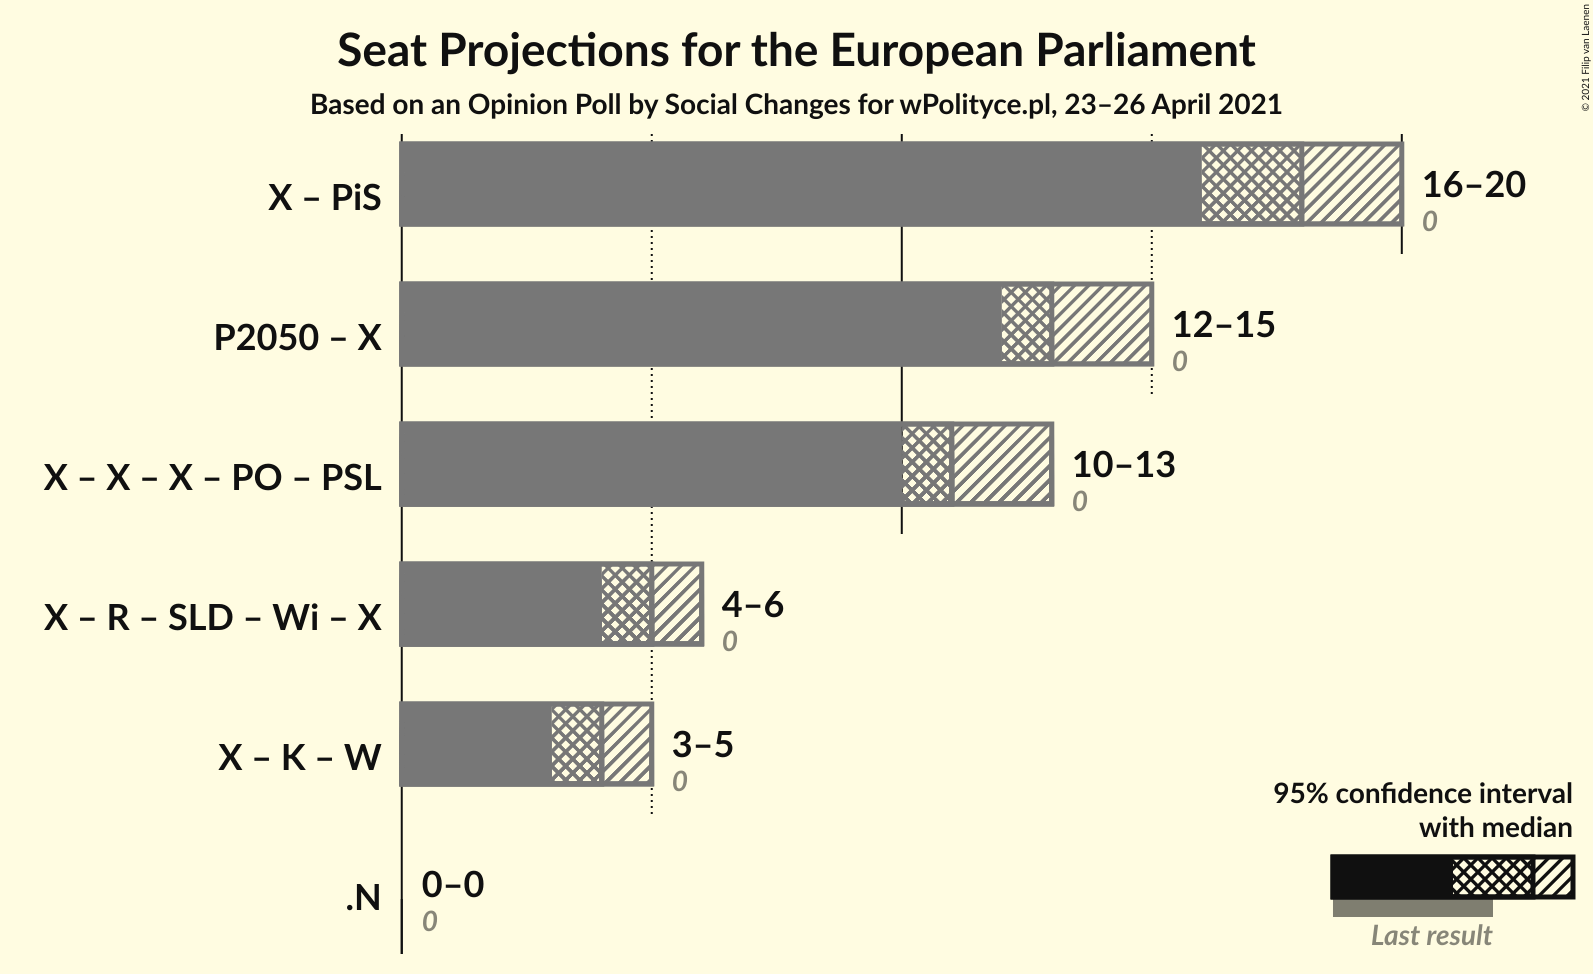 Seat Projections for the European Parliament
Based on an Opinion Poll by Social Changes for wPolityce.pl, 23–26 April 2021
© 2021 Filip van Laenen
X – PiS
16–20
0
P2050 – X
12–15
0
X – X – X – PO – PSL
10–13
0
X – R – SLD – Wi – X
4–6
0
X – K – W
3–5
0
.N
0–0
0
95% confidence interval
with median
Last result